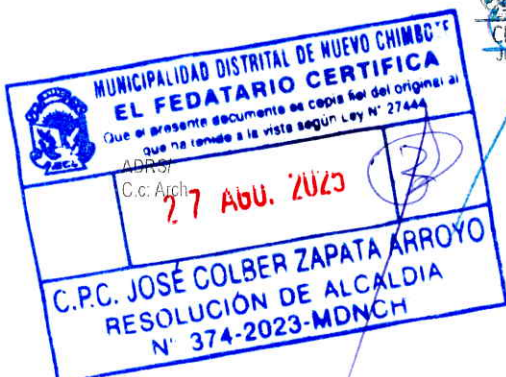 MUNICIPALIDAD DISTRITAL DE NUEVO CHIMBOTE
EL FEDATARIO CERTIFICA
Que el presente documento es copia fiel del original al
que ha tenido a la vista según Ley N° 27444
ADRS/
C.c: Arch
27 AGO. 2025
C.P.C. JOSÉ COLBER ZAPATA ARROYO
RESOLUCIÓN DE ALCALDIA
N° 374-2023-MDNCH